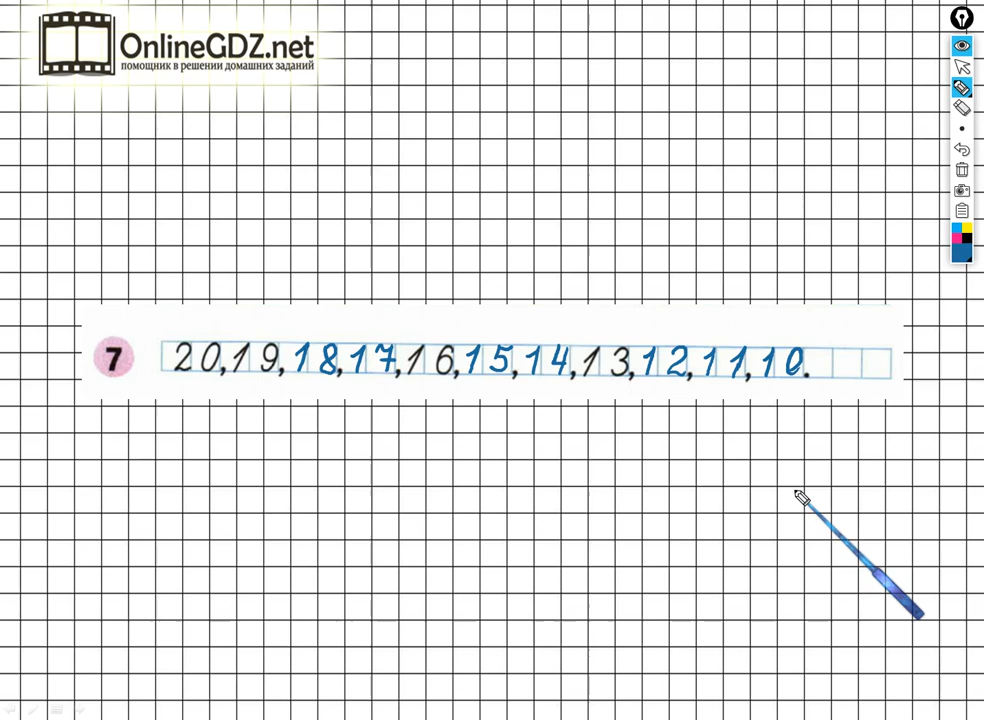 OnlineGDZ.net
помощник в решении домашних заданий
7 20,19,18,17,16,15,14,13,12,11,10.